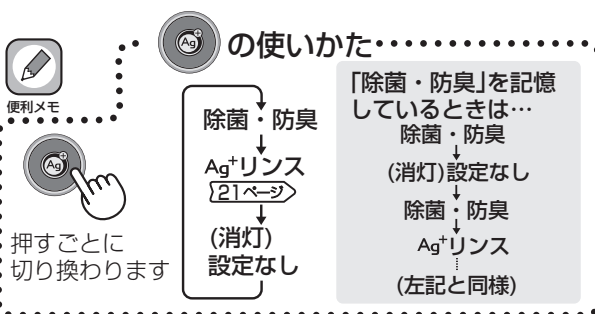 Ag⁺ の使いかた
便利メモ
Ag⁺
押すごとに
切り換わります
除菌・防臭
Ag⁺リンス
21ページ
(消灯)
設定なし
「除菌・防臭」を記憶
しているときは…
除菌・防臭
(消灯)設定なし
除菌・防臭
Ag⁺リンス
(左記と同様)